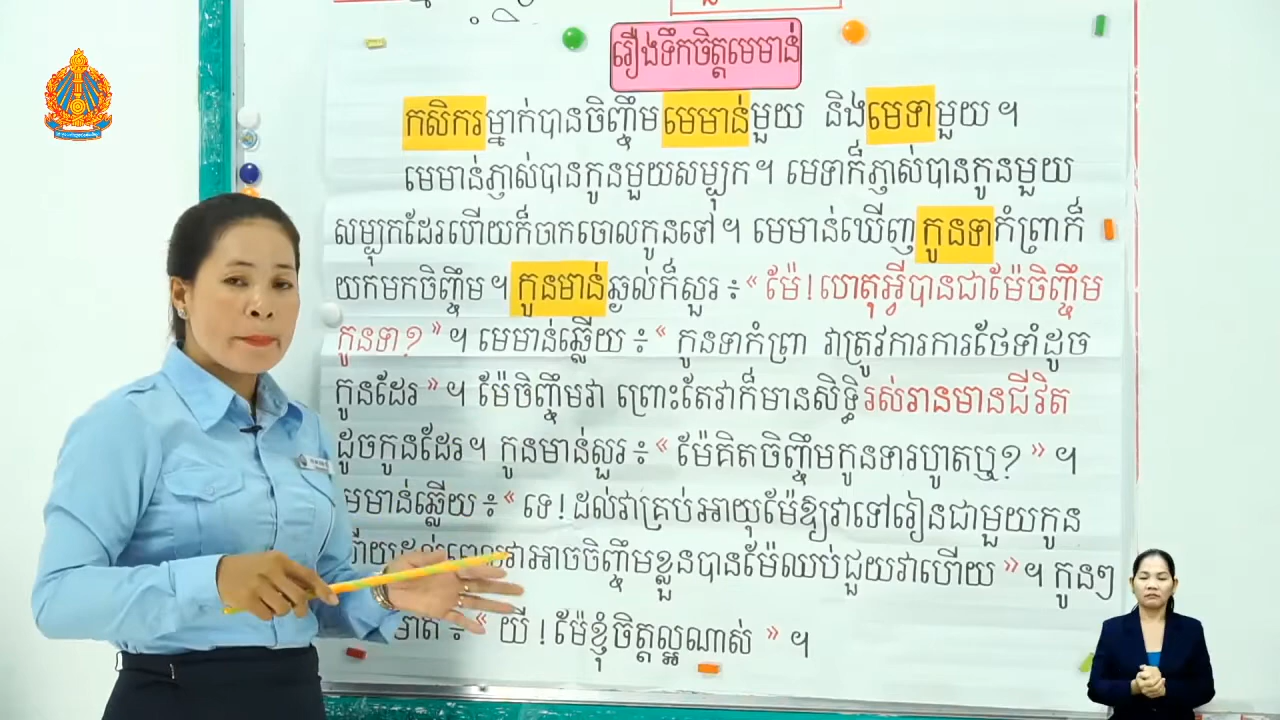 រឿងទឹកចិត្តមេមាន់
កសិករម្នាក់បានចិញ្ចឹមមេមាន់មួយ និងមេទាមួយ។
មេមាន់ភ្ញាស់បានកូនមួយសម្បុក។ មេទាក៏ភ្ញាស់បានកូនមួយ
សម្បុកដែរហើយក៏ចាកចោលកូនទៅ។ មេមាន់ឃើញកូនទាកំព្រាក៏
យកមកចិញ្ចឹម។ កូនមាន់ឆ្ងល់ក៏សួរ៖ «ម៉ែ! ហេតុអ្វីបានជាម៉ែចិញ្ចឹម
កូនទា?»។ មេមាន់ឆ្លើយ៖ «កូនទាកំព្រា វាត្រូវការការថែទាំដូច
កូនដែរ»។ ម៉ែចិញ្ចឹមវា ព្រោះតែវាក៏មានសិទ្ធិរស់រានមានជីវិត
ដូចកូនដែរ។ កូនមាន់សួរ៖ «ម៉ែគិតចិញ្ចឹមកូនទារហូតឬ?»។
មេមាន់ឆ្លើយ៖ «ទេ! ដល់វាគ្រប់អាយុម៉ែឱ្យវាទៅរៀនជាមួយកូន
ហើយដល់ពេលវាអាចចិញ្ចឹមខ្លួនបានម៉ែឈប់ជួយវាហើយ»។ កូនៗ
៖ «យី! ម៉ែខ្ញុំចិត្តល្អណាស់»។